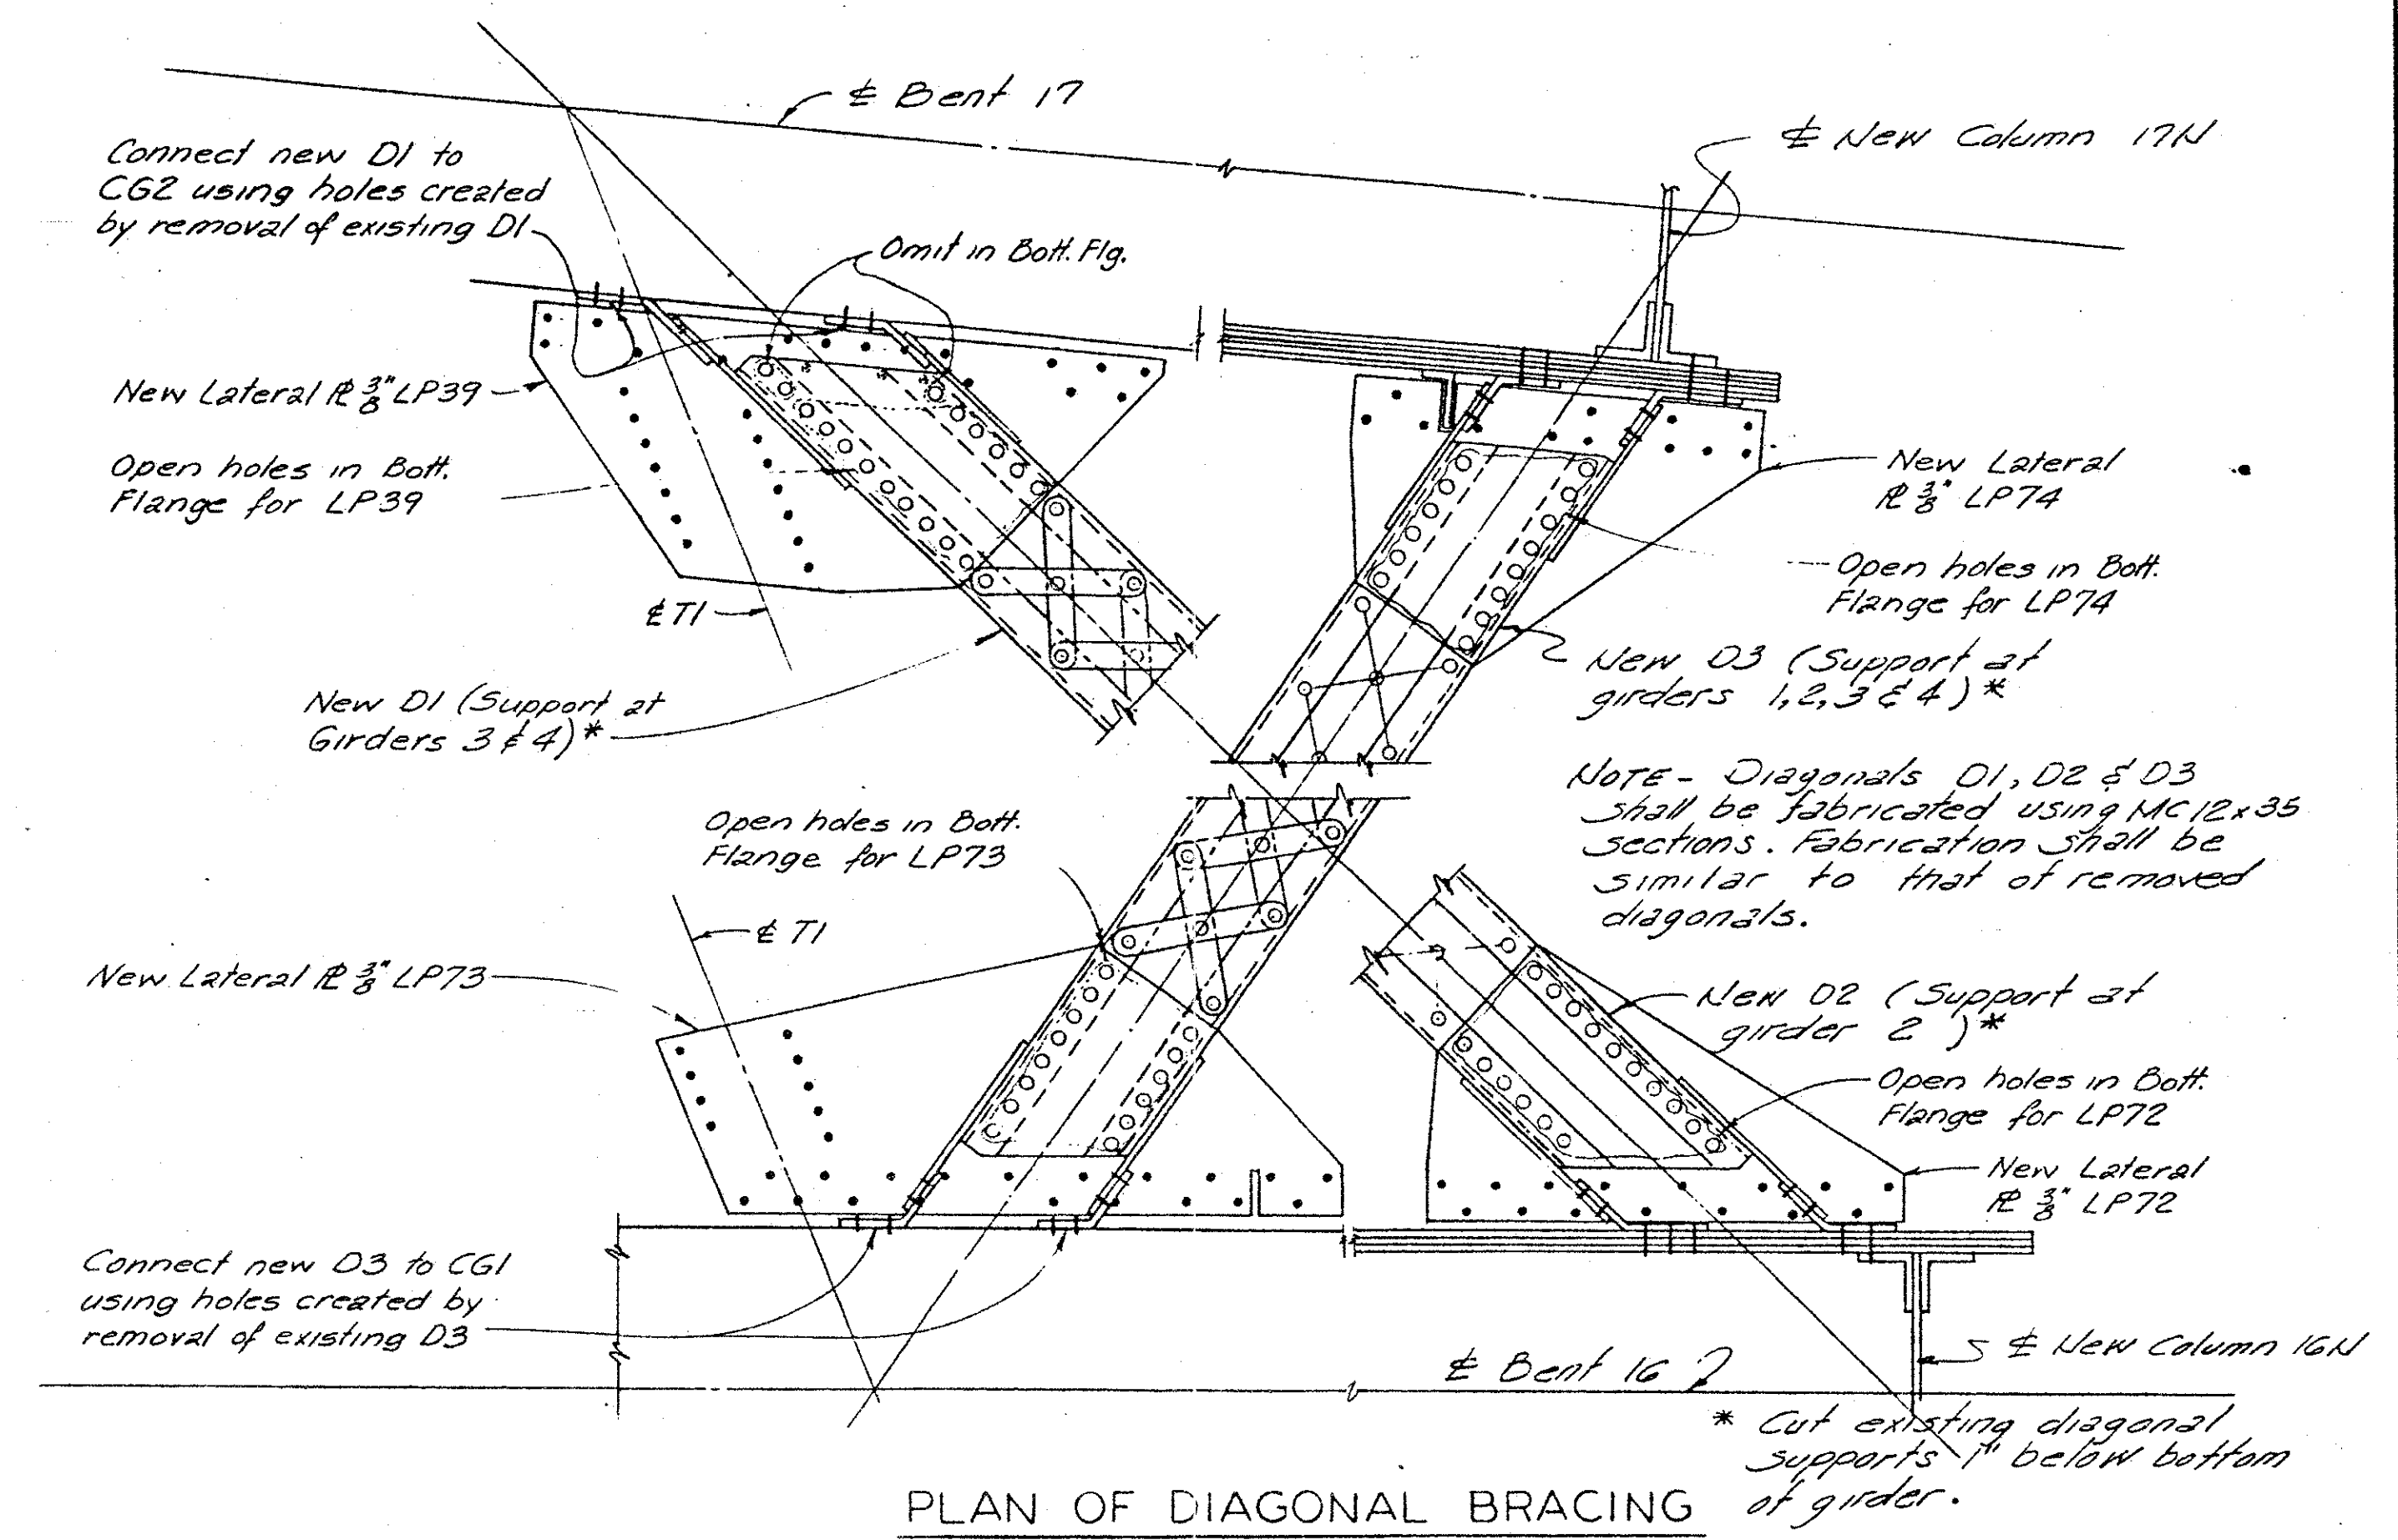 ℄ Bent 17
℄ New Column 17N
Connect new D1 to
CG2 using holes created
by removal of existing D1
Omit in Bott. Flg.
New Lateral ℙ 3/8" LP39
Open holes in Bott.
Flange for LP39
℄ T1
New D1 (Support at
Girders 3 & 4)*
New Lateral
ℙ 3/8" LP74
Open holes in Bott.
Flange for LP74
New D3 (Support at
girders 1,2,3 & 4)*
NOTE - Diagonals D1, D2 & D3
shall be fabricated using MC12x35
sections. Fabrication shall be
similar to that of removed
diagonals.
Open holes in Bott.
Flange for LP73
℄ T1
New Lateral ℙ 3/8" LP73
New D2 (Support at
girder 2 )*
Open holes in Bott.
Flange for LP72
New Lateral
ℙ 3/8" LP72
Connect new D3 to CG1
using holes created by
removal of existing D3
℄ New Column 16N
℄ Bent 16
* Cut existing diagonal
supports 1" below bottom
of girder.
PLAN OF DIAGONAL BRACING